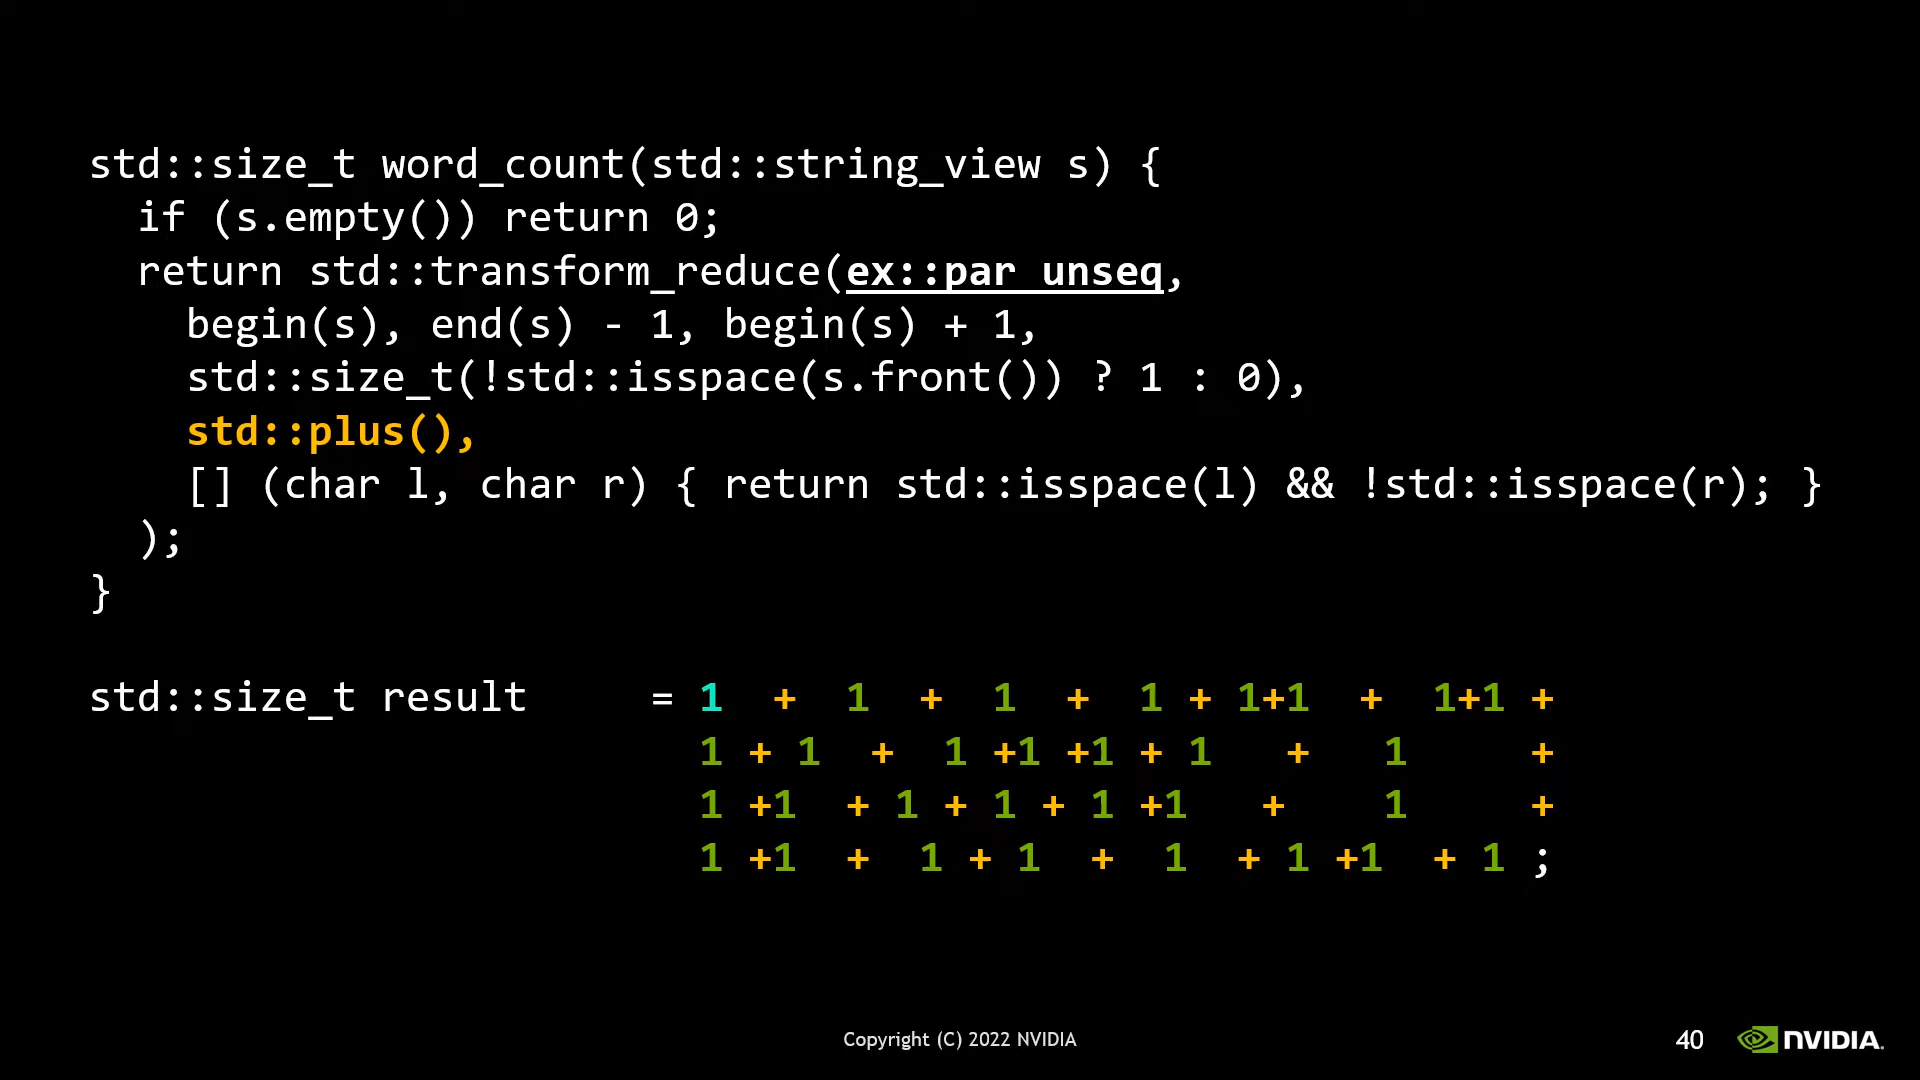 std::size_t word_count(std::string_view s) {
  if (s.empty()) return 0;
  return std::transform_reduce(ex::par_unseq,
    begin(s), end(s) - 1, begin(s) + 1,
    std::size_t(!std::isspace(s.front()) ? 1 : 0),
    std::plus(),
    [] (char l, char r) { return std::isspace(l) && !std::isspace(r); }
  );
}
std::size_t result = 1 + 1 + 1 + 1 + 1+1 + 1+1 +
1 + 1 + 1 +1 +1 + 1 + 1 +
1 +1 + 1 + 1 + 1 +1 + 1 +
1 +1 + 1 + 1 + 1 + 1 +1 + 1 ;
Copyright (C) 2022 NVIDIA
40
NVIDIA.